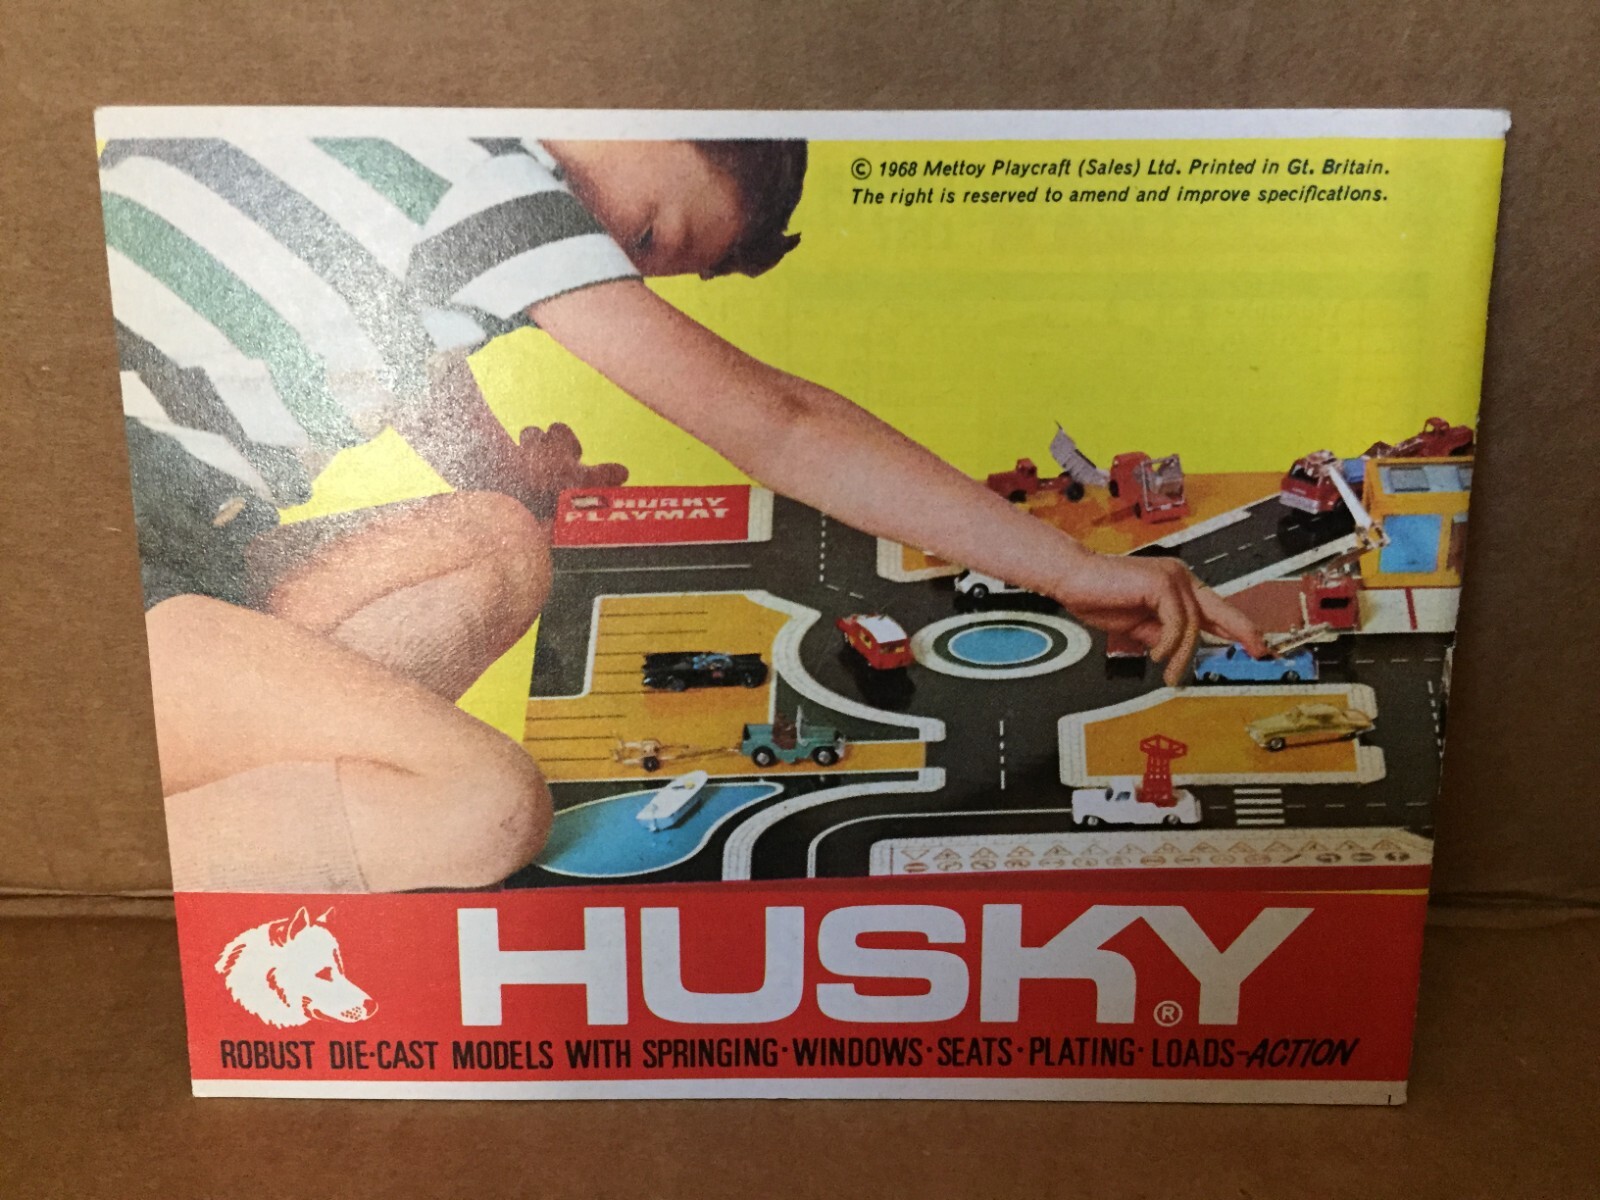 © 1968 Mettoy Playcraft (Sales) Ltd. Printed in Gt. Britain.
The right is reserved to amend and improve specifications.
HUSKY
PLAYMAT
HUSKY ®
ROBUST DIE·CAST MODELS WITH SPRINGING·WINDOWS·SEATS·PLATING·LOADS-ACTION